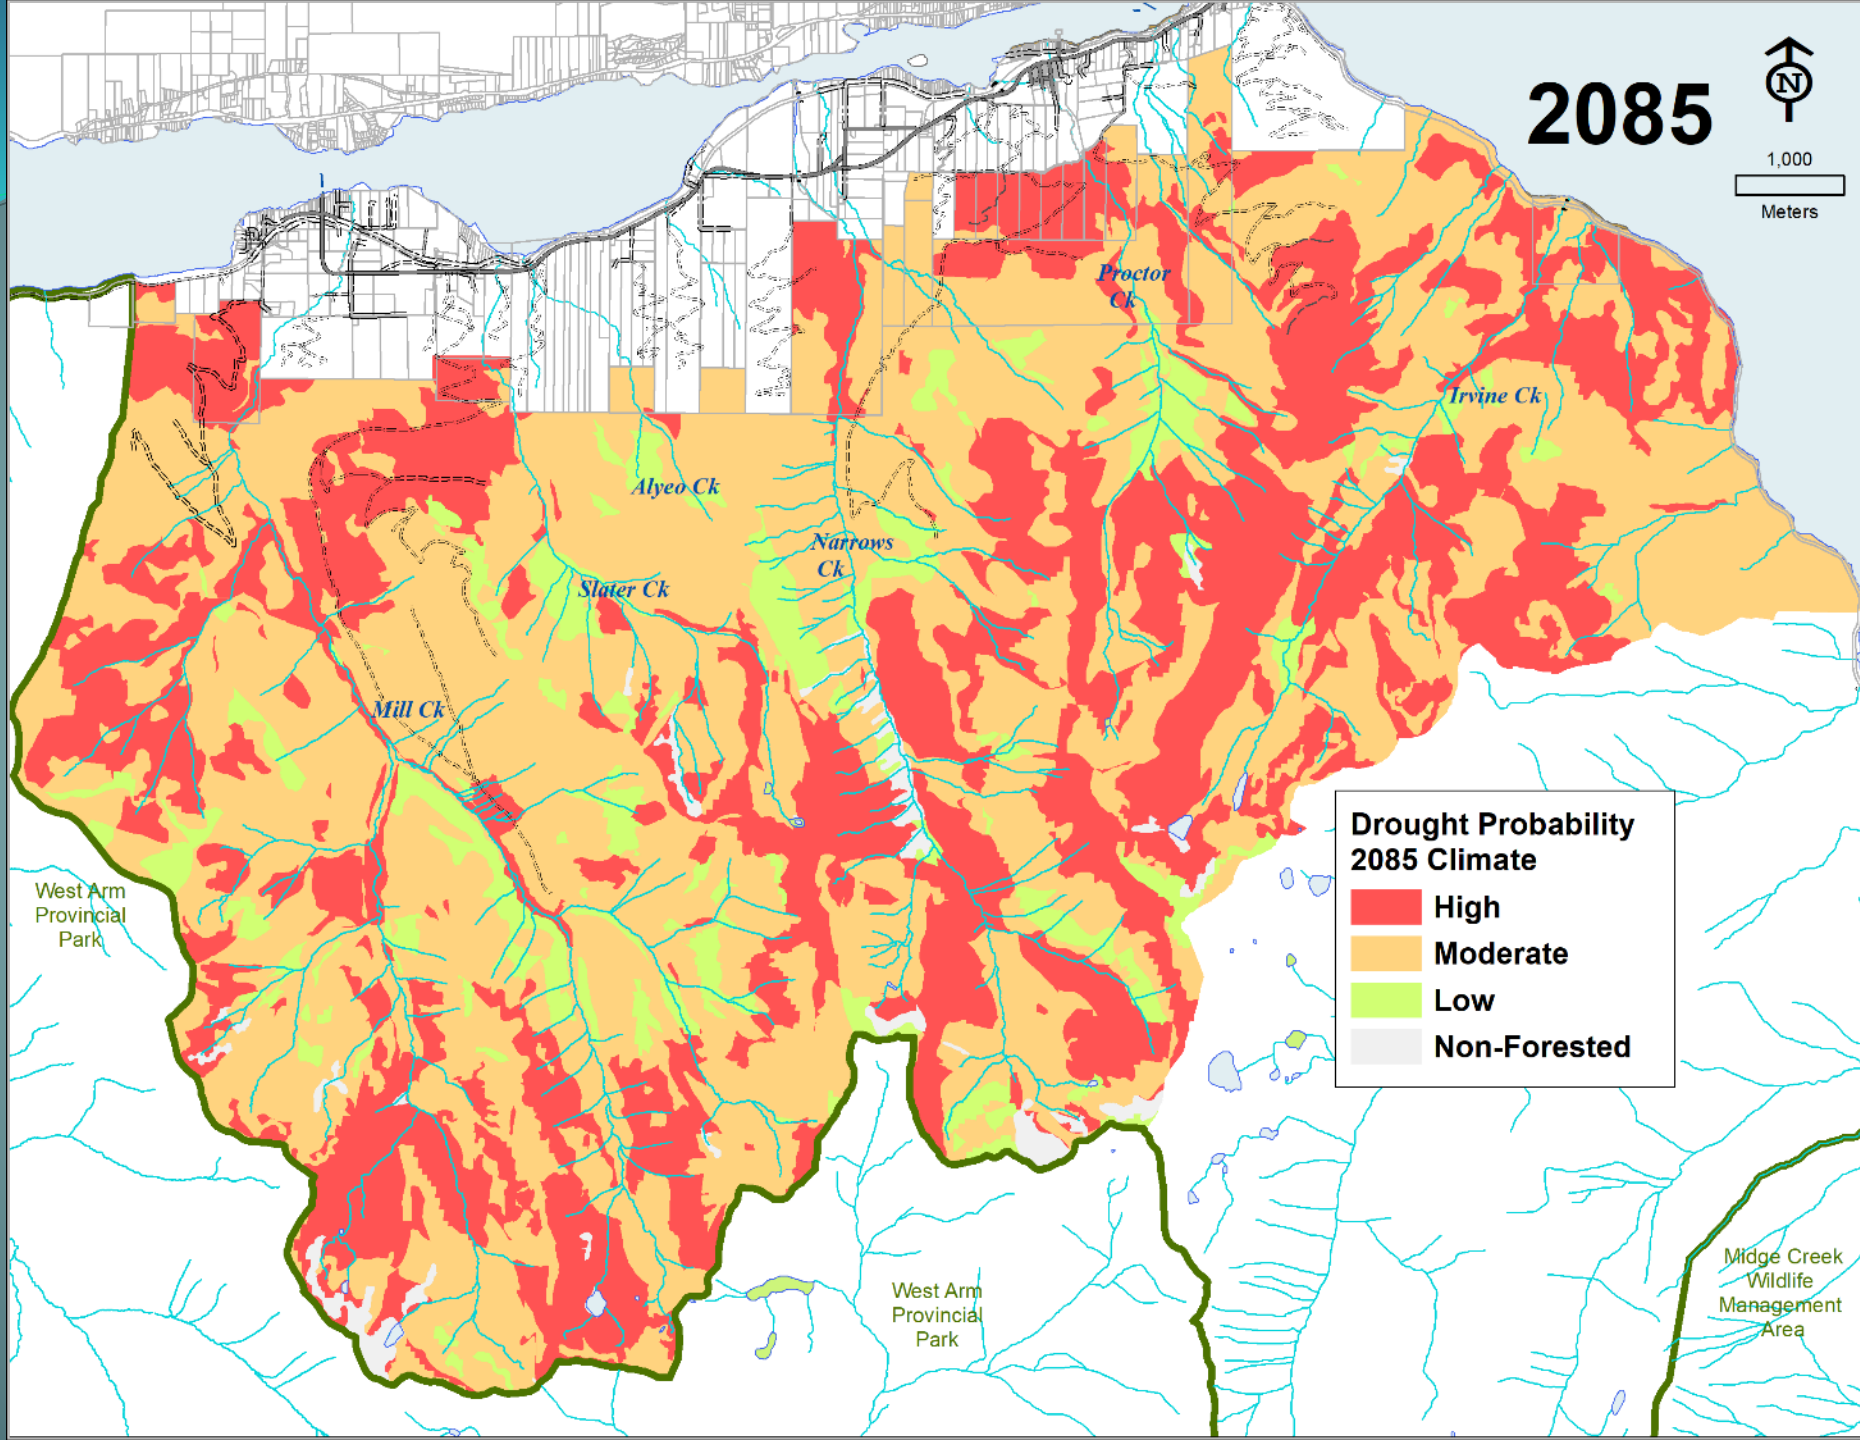 2085
N
1,000
Meters
Proctor
Ck
Irvine Ck
Alyeo Ck
Narrows
Ck
Slater Ck
Mill Ck
Drought Probability
2085 Climate
High
Moderate
Low
Non-Forested
West Arm
Provincial
Park
West Arm
Provincial
Park
Midge Creek
Wildlife
Management
Area